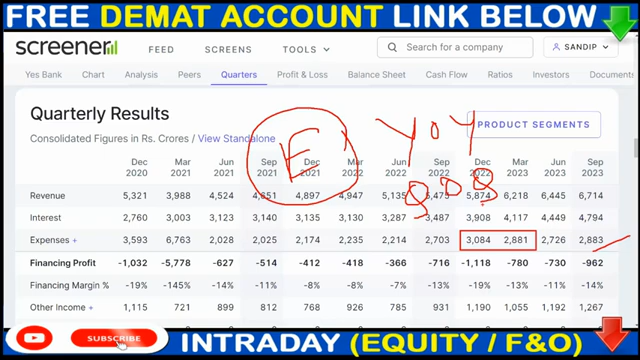 FREE DEMAT ACCOUNT LINK BELOW
screener FEED SCREENS TOOLS Search for a company SANDIP
Yes Bank Chart Analysis Peers Quarters Profit & Loss Balance Sheet Cash Flow Ratios Investors Documents
Quarterly Results
Consolidated Figures in Rs. Crores / View Standalone
PRODUCT SEGMENTS
E YOY
QOQ
Dec 2020 Mar 2021 Jun 2021 Sep 2021 Dec 2021 Mar 2022 Jun 2022 Dec 2022 Mar 2023 Jun 2023 Sep 2023
Revenue 5,321 3,988 4,524 4,651 4,897 4,947 5,135 5,475 5,874 6,218 6,445 6,714
Interest 2,760 3,003 3,123 3,140 3,135 3,130 3,287 3,487 3,908 4,117 4,449 4,794
Expenses + 3,593 6,763 2,028 2,025 2,174 2,235 2,214 2,703 3,084 2,881 2,726 2,883
Financing Profit -1,032 -5,778 -627 -514 -412 -418 -366 -716 -1,118 -780 -730 -962
Financing Margin % -19% -145% -14% -11% -8% -8% -7% -13% -19% -13% -11% -14%
Other Income + 1,115 721 899 812 768 926 785 931 1,190 1,055 1,192 1,267
SUBSCRIBE
INTRADAY (EQUITY / F&O)